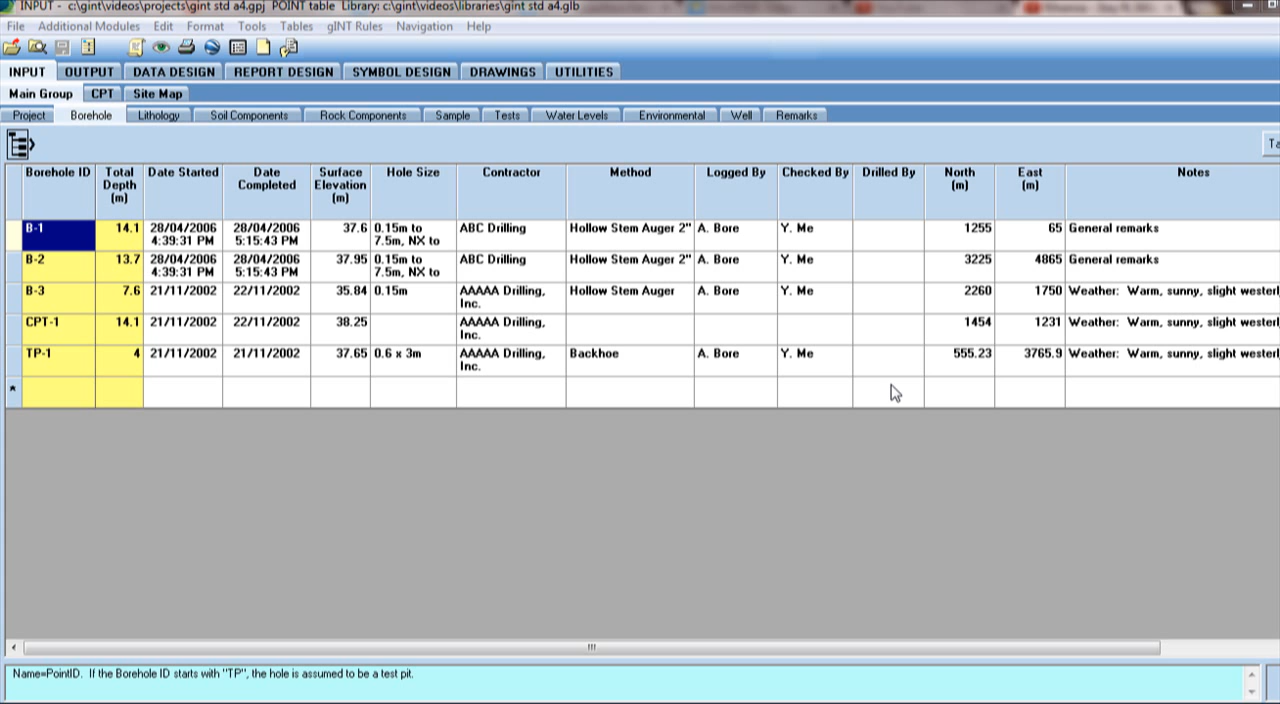 INPUT - c:\gint\videos\projects\gint std a4.gpj POINT table Library: c:\gint\videos\libraries\gint std a4.glb
File Additional Modules Edit Format Tools Tables gINT Rules Navigation Help
INPUT OUTPUT DATA DESIGN REPORT DESIGN SYMBOL DESIGN DRAWINGS UTILITIES
Main Group CPT Site Map
Project Borehole Lithology Soil Components Rock Components Sample Tests Water Levels Environmental Well Remarks
Borehole ID Total Date Started Date Surface Hole Size Contractor Method Logged By Checked By Drilled By North East Notes
Depth Completed Elevation (m) (m)
(m) (m)
B-1 14.1 28/04/2006 28/04/2006 37.6 0.15m to ABC Drilling Hollow Stem Auger 2" A. Bore Y. Me 1255 65 General remarks
4:39:31 PM 5:15:43 PM 7.5m, NX to
B-2 13.7 28/04/2006 28/04/2006 37.95 0.15m to ABC Drilling Hollow Stem Auger 2" A. Bore Y. Me 3225 4865 General remarks
4:39:31 PM 5:15:43 PM 7.5m, NX to
B-3 7.6 21/11/2002 22/11/2002 35.84 0.15m AAAAA Drilling, Hollow Stem Auger A. Bore Y. Me 2260 1750 Weather: Warm, sunny, slight westerl
Inc.
CPT-1 14.1 21/11/2002 22/11/2002 38.25 AAAAA Drilling, 1454 1231 Weather: Warm, sunny, slight westerl
Inc.
TP-1 4 21/11/2002 21/11/2002 37.65 0.6 x 3m AAAAA Drilling, Backhoe A. Bore Y. Me 555.23 3765.9 Weather: Warm, sunny, slight westerl
Inc.
*
Name=PointID. If the Borehole ID starts with "TP", the hole is assumed to be a test pit.